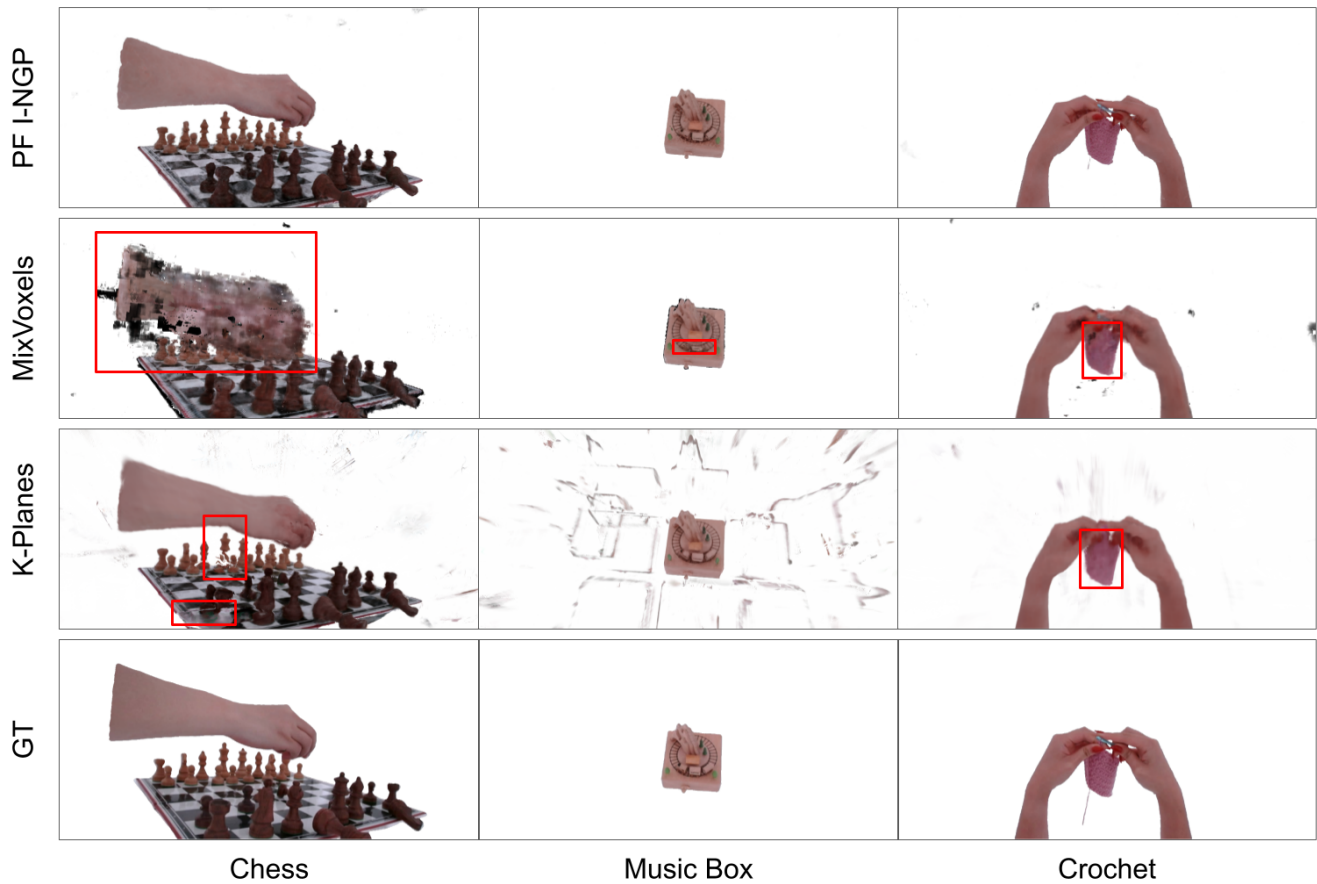 PF I-NGP
MixVoxels
K-Planes
GT
Chess
Music Box
Crochet